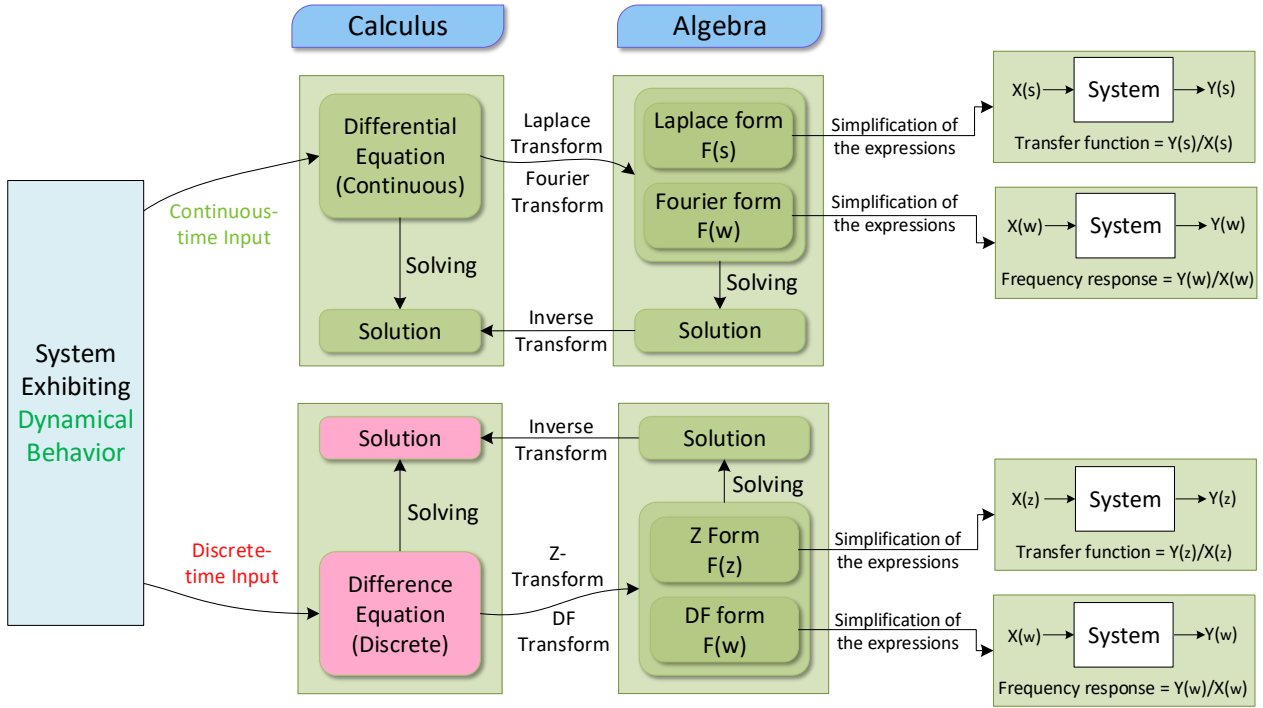 Calculus
Algebra
System
Exhibiting
Dynamical
Behavior
Continuous-
time Input
Differential
Equation
(Continuous)
Solving
Solution
Laplace
Transform
Fourier
Transform
Inverse
Transform
Laplace form
F(s)
Fourier form
F(w)
Solving
Solution
Simplification of
the expressions
Simplification of
the expressions
X(s)
System
Y(s)
Transfer function = Y(s)/X(s)
X(w)
System
Y(w)
Frequency response = Y(w)/X(w)
Discrete-
time Input
Solution
Solving
Difference
Equation
(Discrete)
Inverse
Transform
Z-
Transform
DF
Transform
Solution
Solving
Z Form
F(z)
DF form
F(w)
Simplification of
the expressions
Simplification of
the expressions
X(z)
System
Y(z)
Transfer function = Y(z)/X(z)
X(w)
System
Y(w)
Frequency response = Y(w)/X(w)